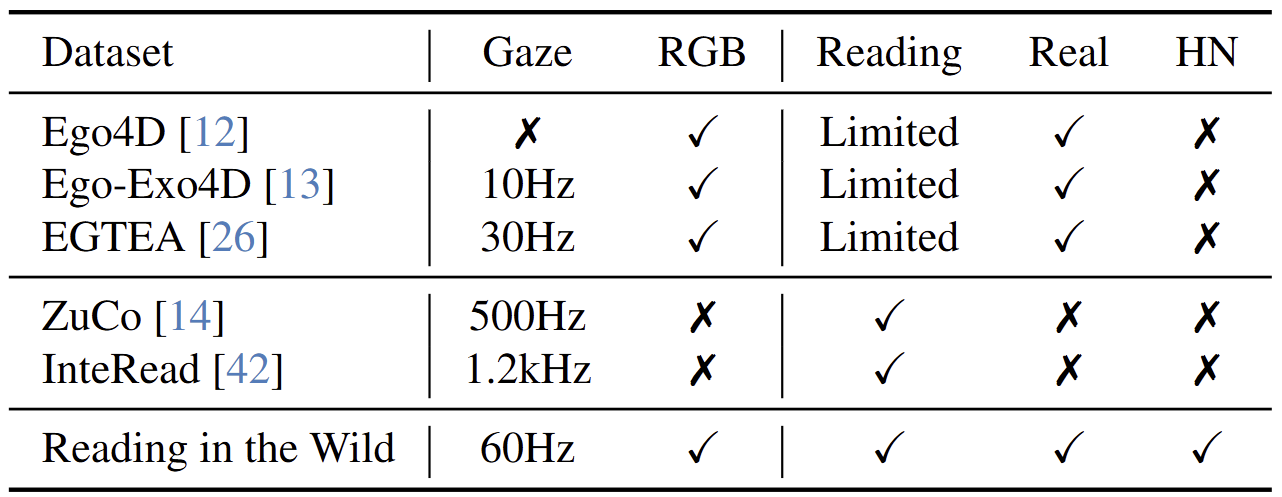 Dataset Gaze RGB Reading Real HN
Ego4D [12] ✗ ✓ Limited ✓ ✗
Ego-Exo4D [13] 10Hz ✓ Limited ✓ ✗
EGTEA [26] 30Hz ✓ Limited ✓ ✗
ZuCo [14] 500Hz ✗ ✓ ✗ ✗
InteRead [42] 1.2kHz ✗ ✓ ✗ ✗
Reading in the Wild 60Hz ✓ ✓ ✓ ✓